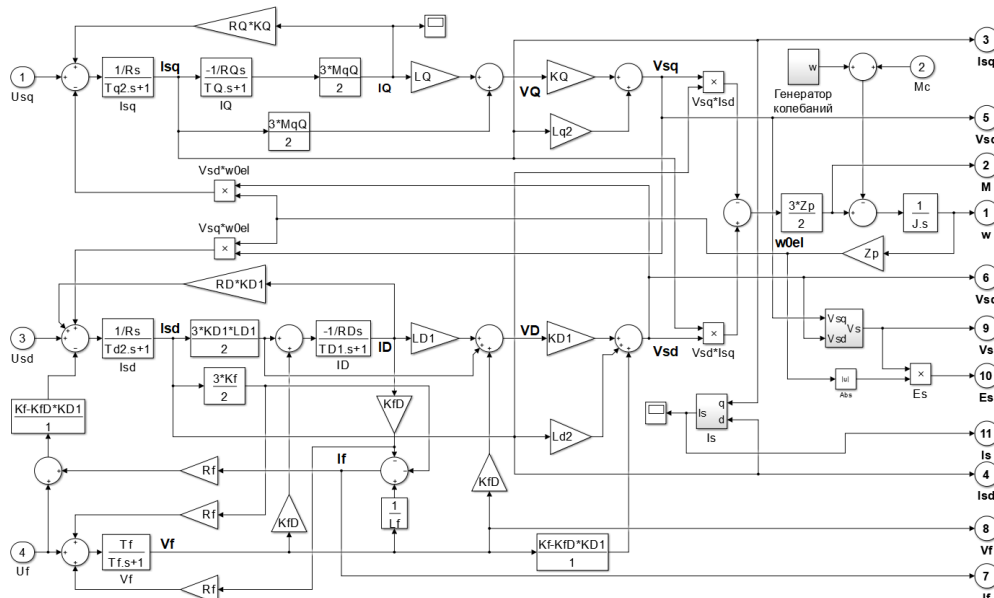 RQ*KQ
3
Isq
1
Usq
1/Rs
Tq2.s+1
Isq
Isq
-1/RQs
TQ.s+1
IQ
3*MqQ
2
IQ
LQ
VQ
KQ
Vsq
×
Vsq*Isd
w
Генератор
колебаний
2
Mc
3*MqQ
2
Lq2
5
2
M
Vsd*w0el
×
3*Zp
2
1
J.s
1
w
Vsq*w0el
×
w0el
Zp
RD*KD1
6
3
Usd
1/Rs
Td2.s+1
Isd
Isd
3*KD1*LD1
2
-1/RDs
TD1.s+1
ID
ID
LD1
VD
KD1
Vsd
×
Vsd*Isq
Vsq
Vsd
Vs
9
Vs
3*Kf
2
|u|
Abs
×
Es
10
Es
Kf-KfD*KD1
1
KfD
Is
q
d
Is
Ld2
11
Is
Rf
If
KfD
4
Isd
Rf
KfD
1
Lf
8
Vf
4
Uf
Tf
Tf.s+1
Vf
Vf
Kf-KfD*KD1
1
Rf
7
If